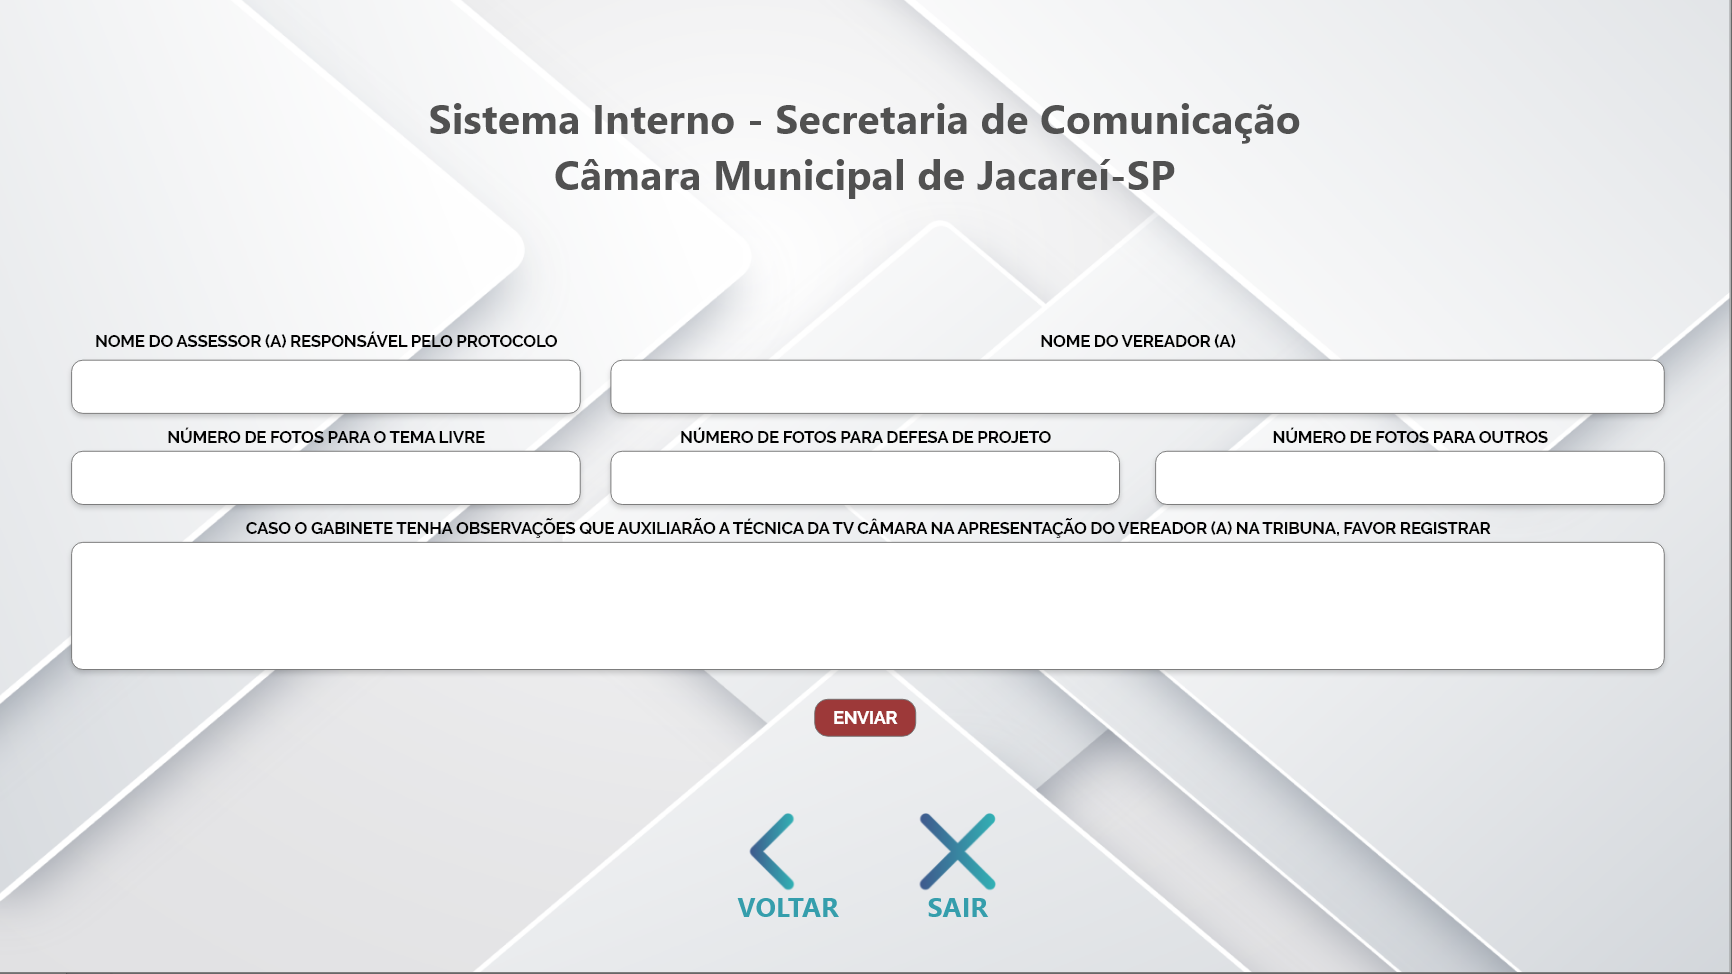 Sistema Interno - Secretaria de Comunicação
Câmara Municipal de Jacareí-SP
NOME DO ASSESSOR (A) RESPONSÁVEL PELO PROTOCOLO
NOME DO VEREADOR (A)
NÚMERO DE FOTOS PARA O TEMA LIVRE
NÚMERO DE FOTOS PARA DEFESA DE PROJETO
NÚMERO DE FOTOS PARA OUTROS
CASO O GABINETE TENHA OBSERVAÇÕES QUE AUXILIARÃO A TÉCNICA DA TV CÂMARA NA APRESENTAÇÃO DO VEREADOR (A) NA TRIBUNA, FAVOR REGISTRAR
ENVIAR
VOLTAR
SAIR